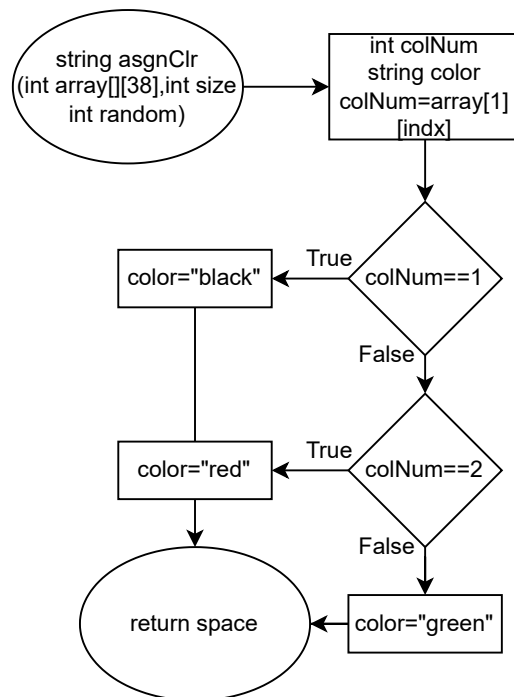 string asgnClr
(int array[][38],int size
int random)
int colNum
string color
colNum=array[1]
[indx]
True
color="black"
colNum==1
False
True
color="red"
colNum==2
False
return space
color="green"